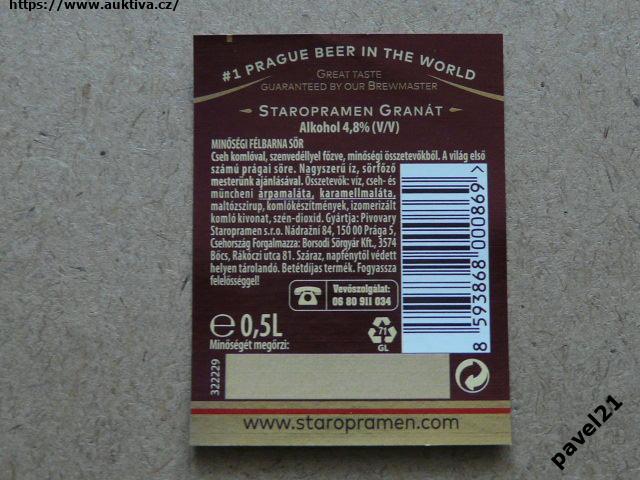 https://www.auktiva.cz/
#1 PRAGUE BEER IN THE WORLD
GREAT TASTE
GUARANTEED BY OUR BREWMASTER
STAROPRAMEN GRANÁT
Alkohol 4,8% (V/V)
MINŐSÉGI FÉLBARNA SÖR
Cseh komlóval, szenvedéllyel főzve, minőségi összetevőkből. A világ első
számú prágai söre. Nagyszerű íz, sörfőző
mesterünk ajánlásával. Összetevők: víz, cseh- és
müncheni árpamaláta, karamellmaláta,
maltózszirup, komlókészítmények, izomerizált
komló kivonat, szén-dioxid. Gyártja: Pivovary
Staropramen s.r.o. Nádražní 84, 150 00 Prága 5,
Csehország Forgalmazza: Borsodi Sörgyár Kft., 3574
Bőcs, Rákóczi utca 81. Száraz, napfénytől védett
helyen tárolandó. Betétdíjas termék. Fogyassza
felelősséggel!
Vevőszolgálat:
06 80 911 034
e 0,5L
71
GL
Minőségét megőrzi:
8 593868 000869 >
322229
www.staropramen.com
pavel21